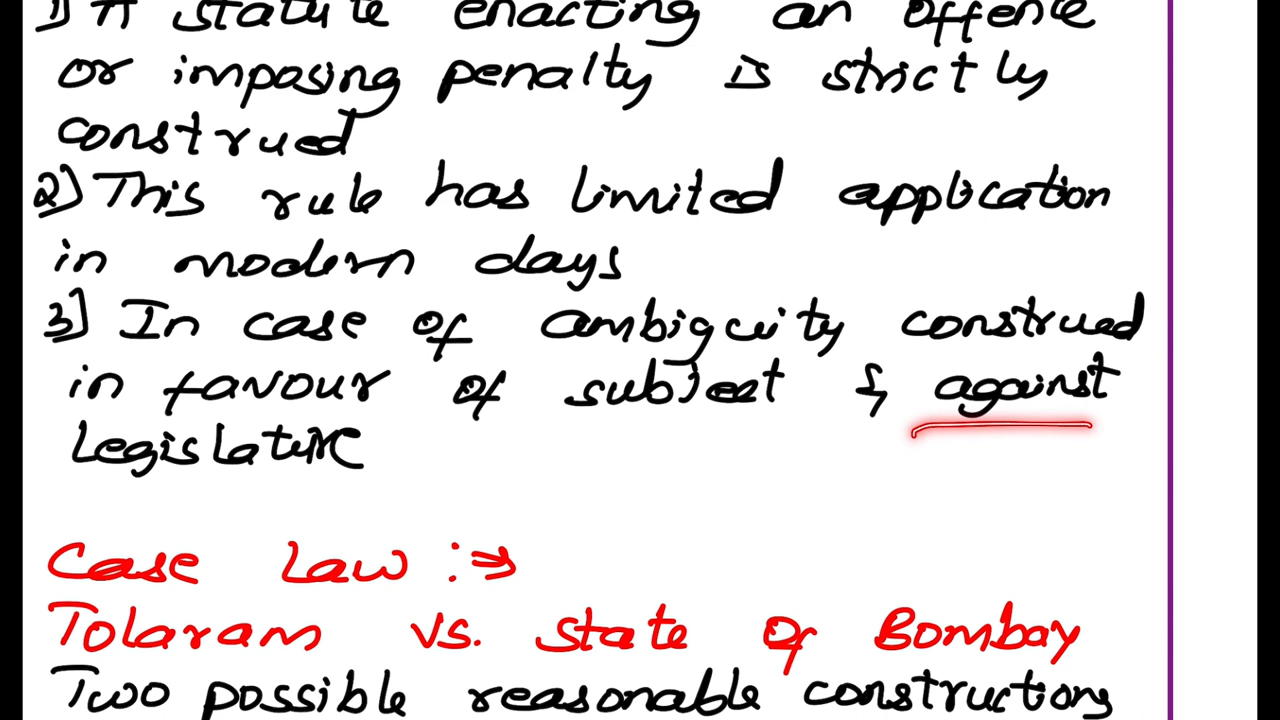 1) A statute enacting an offence
or imposing penalty is strictly
construed
2) This rule has limited application
in modern days
3) In case of ambiguity construed
in favour of subject & against
Legislature
Case Law :⇒
Tolaram vs. State of Bombay
Two possible reasonable constructions